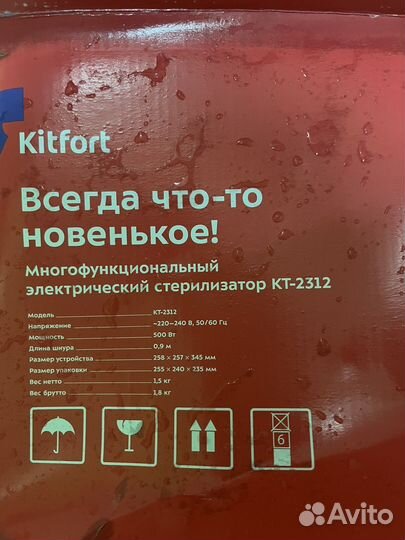 Kitfort
Всегда что-то
новенькое!
Многофункциональный
электрический стерилизатор КТ-2312
Модель КТ-2312
Напряжение ~220–240 В, 50/60 Гц
Мощность 500 Вт
Длина шнура 0,9 м
Размер устройства 258 × 257 × 345 мм
Размер упаковки 255 × 240 × 235 мм
Вес нетто 1,5 кг
Вес брутто 1,8 кг
6
Avito